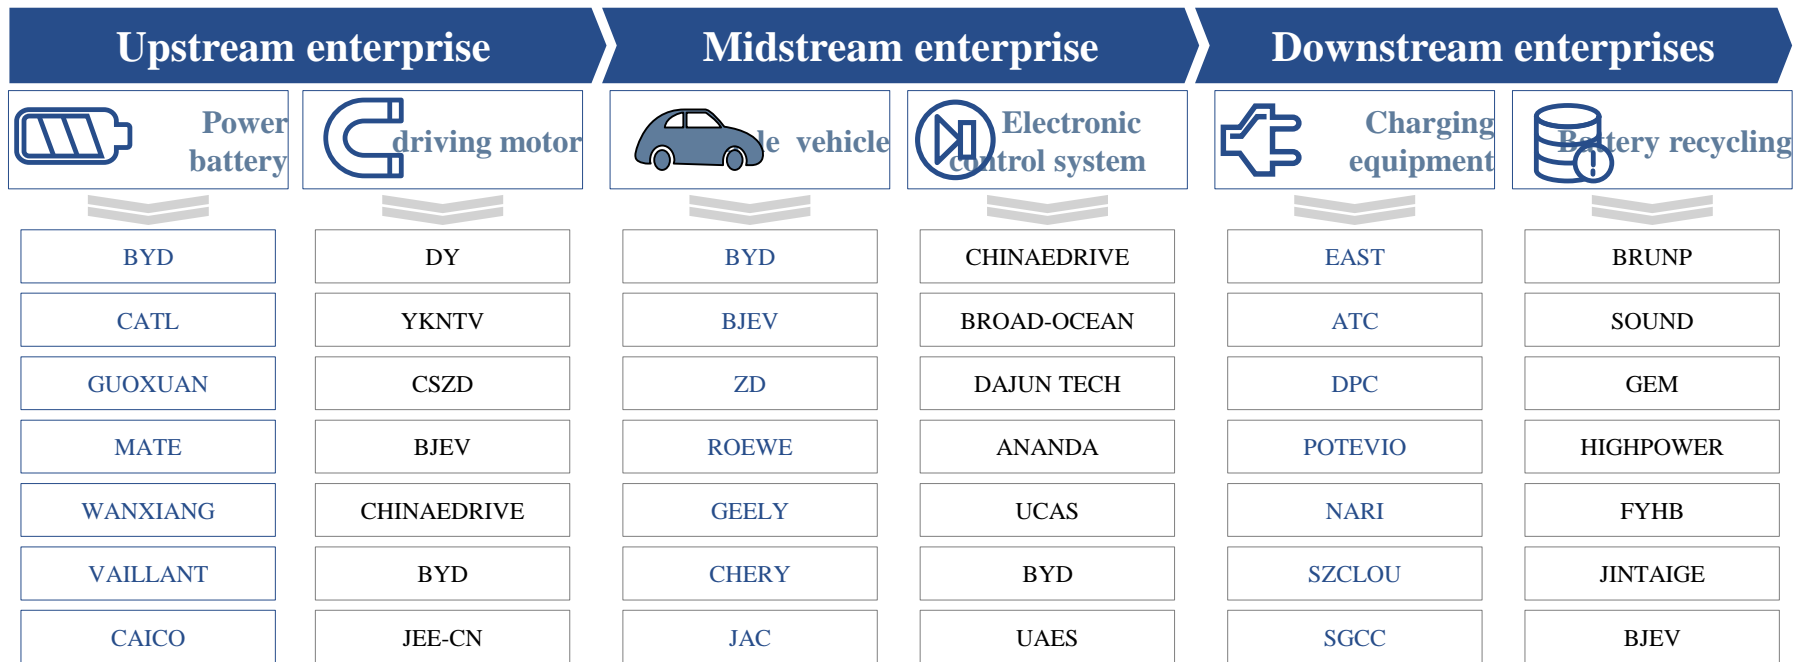 Upstream enterprise
Midstream enterprise
Downstream enterprises
Power
battery
driving motor
vehicle
Electronic
control system
Charging
equipment
Battery recycling
BYD
DY
BYD
CHINAEDRIVE
EAST
BRUNP
CATL
YKNTV
BJEV
BROAD-OCEAN
ATC
SOUND
GUOXUAN
CSZD
ZD
DAJUN TECH
DPC
GEM
MATE
BJEV
ROEWE
ANANDA
POTEVIO
HIGHPOWER
WANXIANG
CHINAEDRIVE
GEELY
UCAS
NARI
FYHB
VAILLANT
BYD
CHERY
BYD
SZCLOU
JINTAIGE
CAICO
JEE-CN
JAC
UAES
SGCC
BJEV